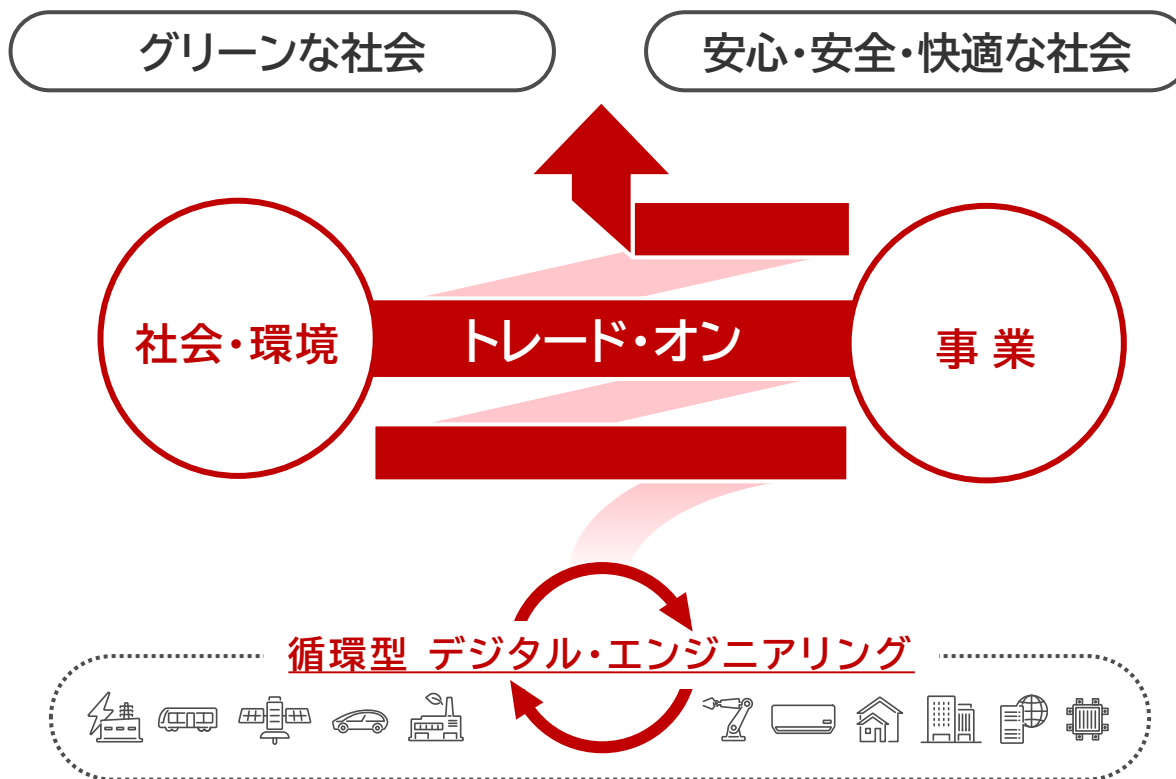 グリーンな社会
安心・安全・快適な社会
社会・環境
トレード・オン
事業
循環型 デジタル・エンジニアリング